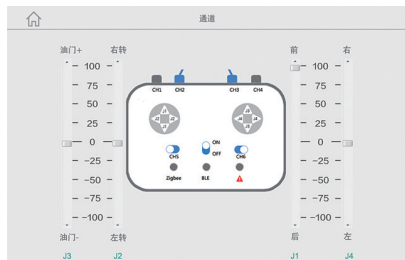 通道
油门+ 右转 前 右
100 100
75 75
50 50
25 25
0 0
-25 -25
-50 -50
-75 -75
-100 -100
油门- 左转 后 左
J3 J2 J1 J4
CH1 CH2 CH3 CH4
ON
OFF
CH5 CH6
Zigbee BLE